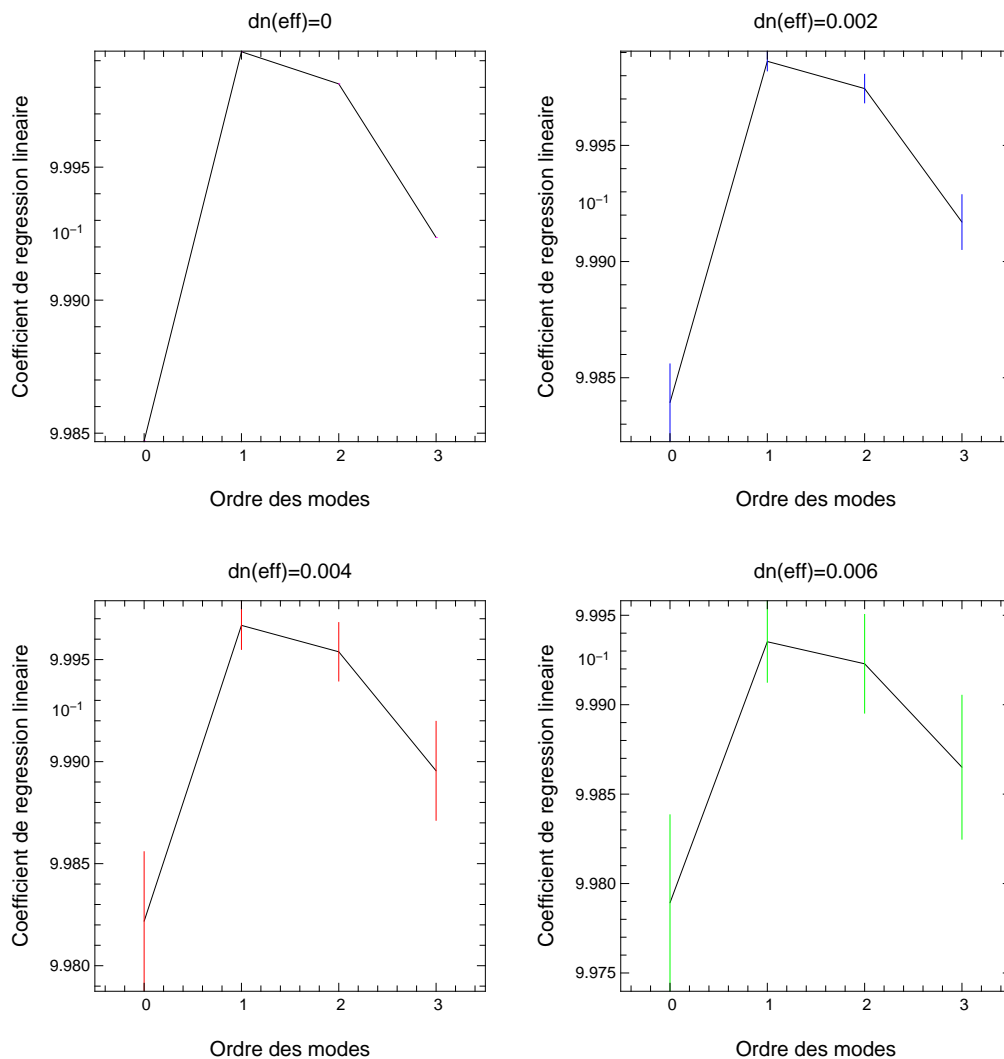 dn(eff)=0
Coefficient de regression lineaire
9.995
10⁻¹
9.990
9.985
0 1 2 3
Ordre des modes
dn(eff)=0.002
Coefficient de regression lineaire
9.995
10⁻¹
9.990
9.985
0 1 2 3
Ordre des modes
dn(eff)=0.004
Coefficient de regression lineaire
9.995
10⁻¹
9.990
9.985
9.980
0 1 2 3
Ordre des modes
dn(eff)=0.006
Coefficient de regression lineaire
9.995
10⁻¹
9.990
9.985
9.980
9.975
0 1 2 3
Ordre des modes